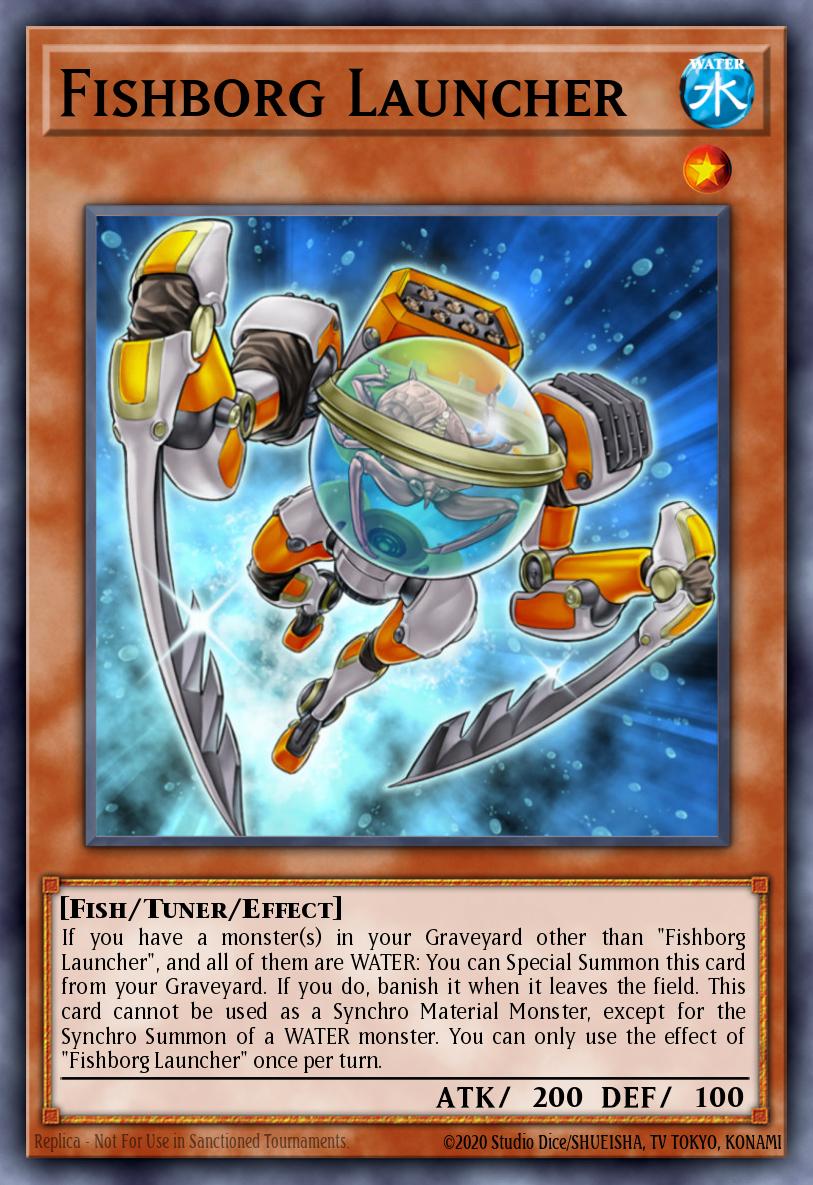 Fishborg Launcher
WATER
水
[Fish/Tuner/Effect]
If you have a monster(s) in your Graveyard other than "Fishborg
Launcher", and all of them are WATER: You can Special Summon this card
from your Graveyard. If you do, banish it when it leaves the field. This
card cannot be used as a Synchro Material Monster, except for the
Synchro Summon of a WATER monster. You can only use the effect of
"Fishborg Launcher" once per turn.
ATK/ 200 DEF/ 100
Replica - Not For Use in Sanctioned Tournaments.
©2020 Studio Dice/SHUEISHA, TV TOKYO, KONAMI